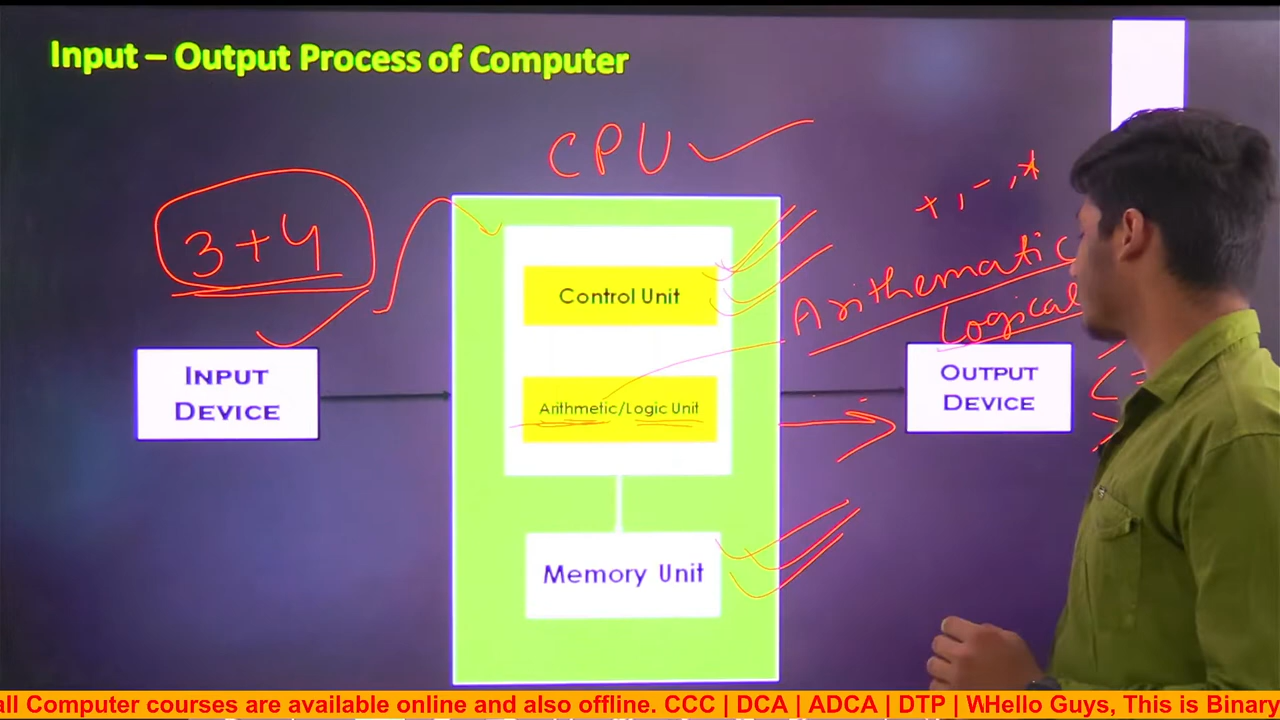 Input – Output Process of Computer
CPU
+, -, *
3+4
Arithematic
Logical
Control Unit
INPUT
DEVICE
Arithmetic/Logic Unit
OUTPUT
DEVICE
Memory Unit
all Computer courses are available online and also offline. CCC | DCA | ADCA | DTP | WHello Guys, This is Binary